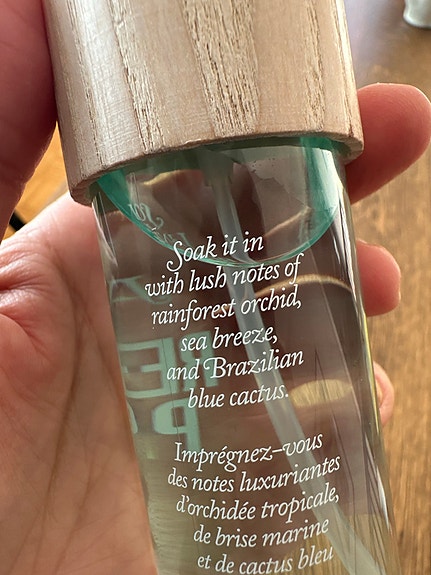 Soak it in
with lush notes of
rainforest orchid,
sea breeze,
and Brazilian
blue cactus.
Imprégnez–vous
des notes luxuriantes
d'orchidée tropicale,
de brise marine
et de cactus bleu